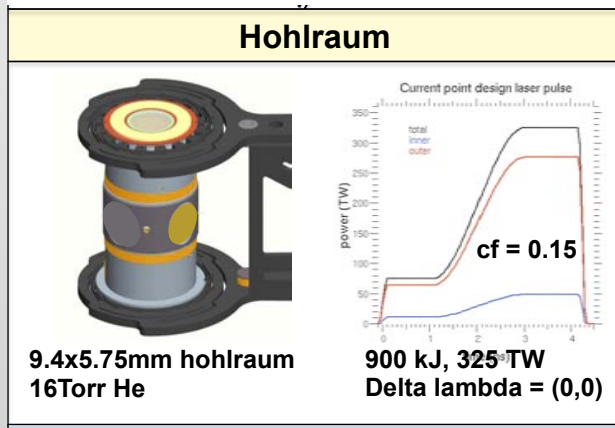 Hohlraum
Current point design laser pulse
total
inner
outer
power (TW)
350
300
250
200
150
100
50
0
cf = 0.15
0
1
2
3
4
9.4x5.75mm hohlraum
16Torr He
900 kJ, 325 TW
Delta lambda = (0,0)